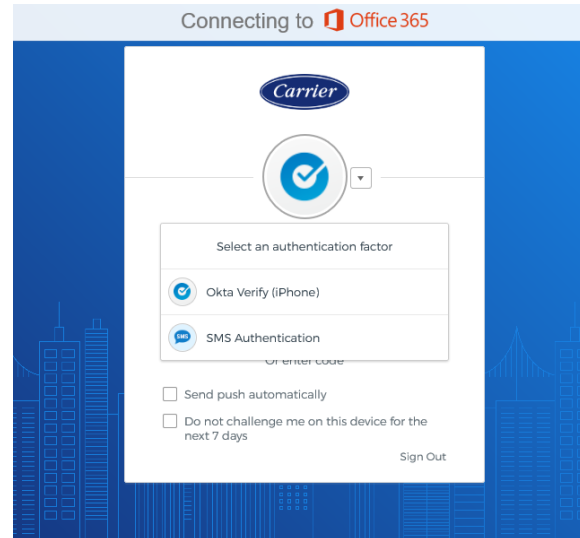 Connecting to Office 365
Carrier
Select an authentication factor
Okta Verify (iPhone)
SMS
SMS Authentication
Or enter code
Send push automatically
Do not challenge me on this device for the
next 7 days
Sign Out